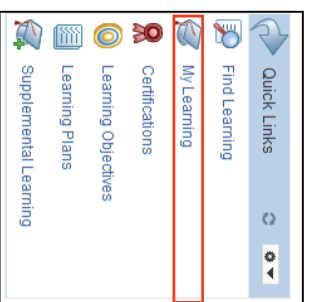 Quick Links
Find Learning
My Learning
Certifications
Learning Objectives
Learning Plans
Supplemental Learning